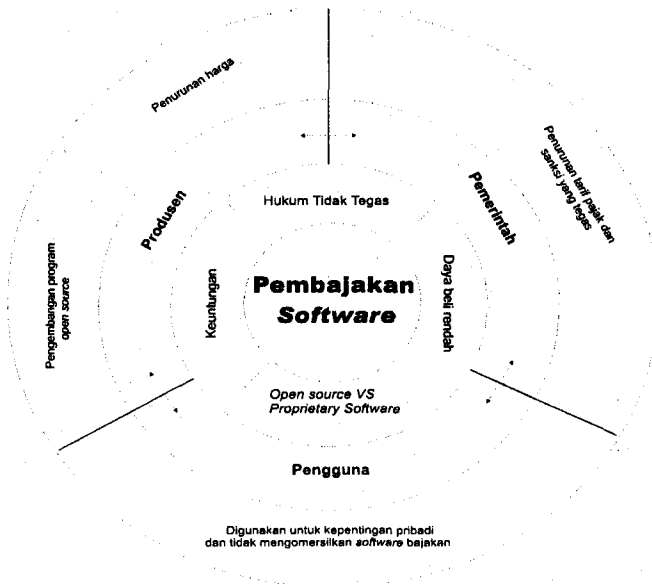 Penurunan harga
Penurunan tarif pajak dan
sanksi yang tegas
Produsen
Hukum Tidak Tegas
Pemerintah
Pengembangan program
open source
Keuntungan
Pembajakan
Software
Daya beli rendah
Open source VS
Proprietary Software
Pengguna
Digunakan untuk kepentingan pribadi
dan tidak mengomersilkan software bajakan